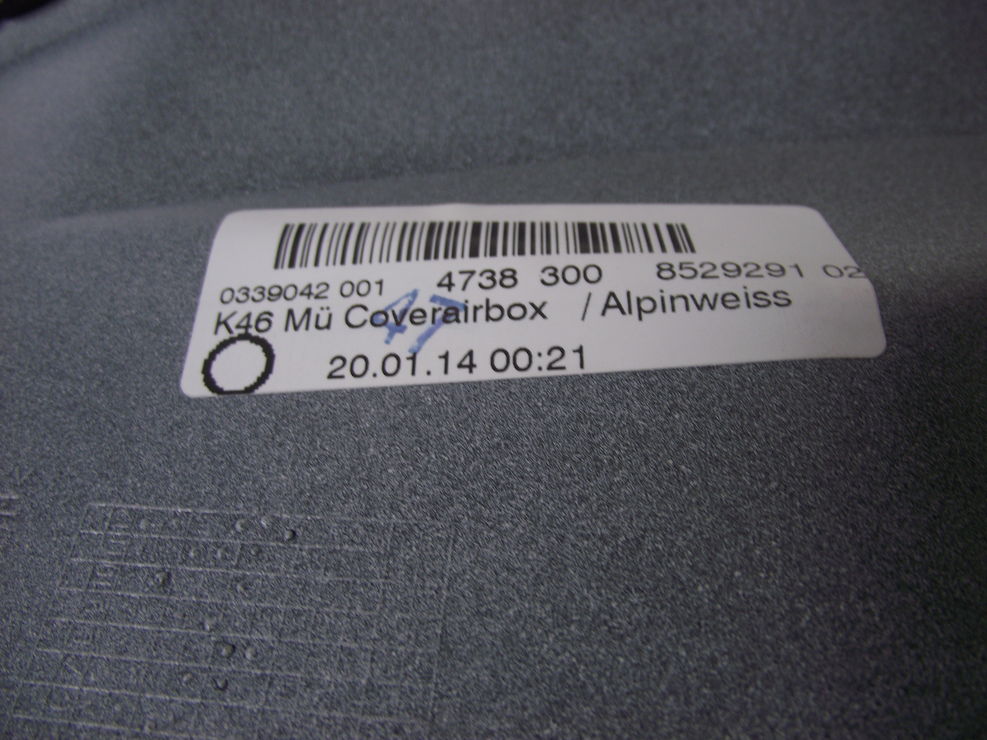 0339042 001 4738 300 8529291 02
K46 Mü Coverairbox / Alpinweiss
47
20.01.14 00:21